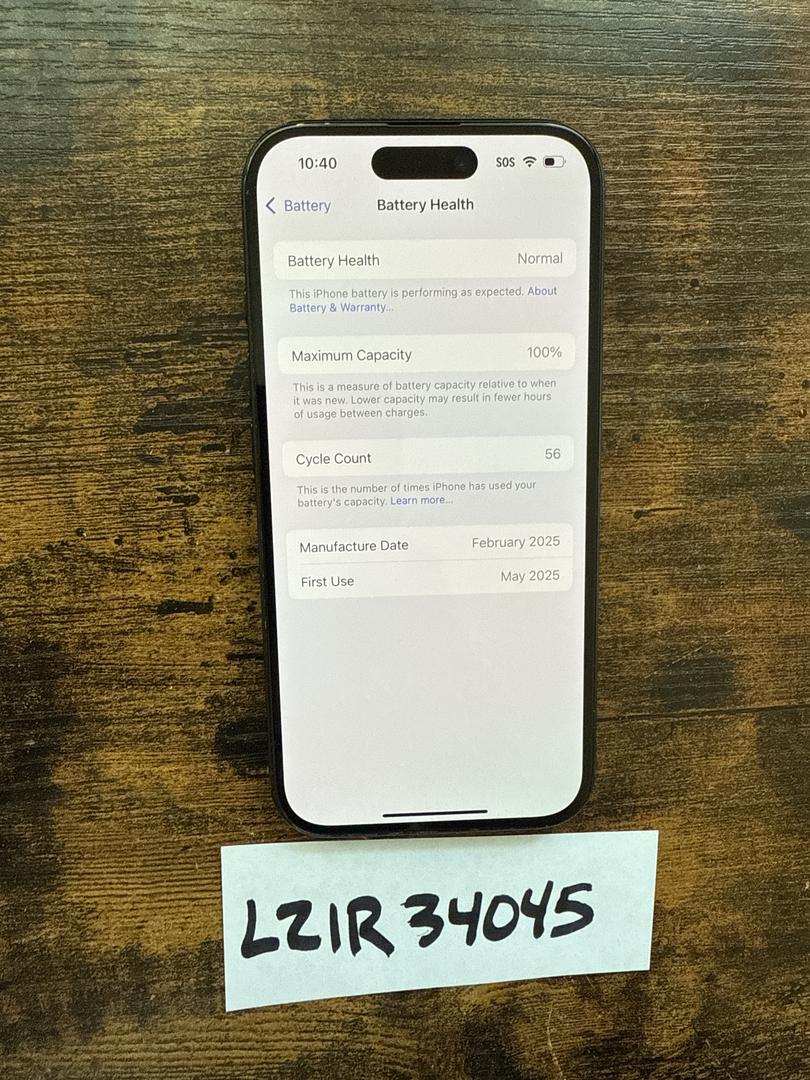 10:40 SOS
Battery Battery Health
Battery Health Normal
This iPhone battery is performing as expected. About
Battery & Warranty...
Maximum Capacity 100%
This is a measure of battery capacity relative to when
it was new. Lower capacity may result in fewer hours
of usage between charges.
Cycle Count 56
This is the number of times iPhone has used your
battery's capacity. Learn more...
Manufacture Date February 2025
First Use May 2025
LZIR 34045